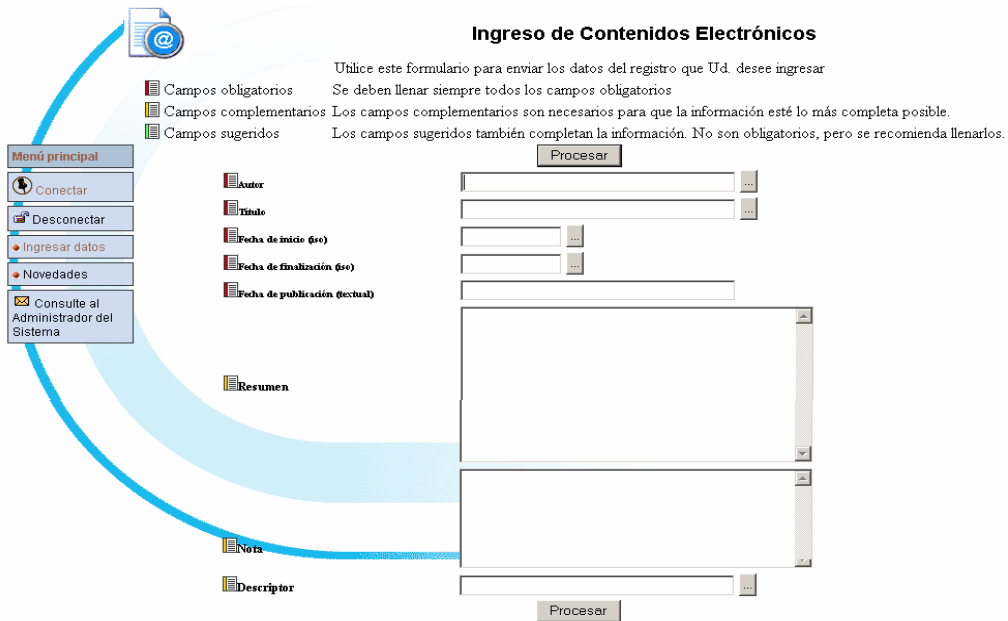 Ingreso de Contenidos Electrónicos
Utilice este formulario para enviar los datos del registro que Ud. desee ingresar
Campos obligatorios Se deben llenar siempre todos los campos obligatorios
Campos complementarios Los campos complementarios son necesarios para que la información esté lo más completa posible.
Campos sugeridos Los campos sugeridos también completan la información. No son obligatorios, pero se recomienda llenarlos.
Menú principal
Conectar
Desconectar
Ingresar datos
Novedades
Consulte al
Administrador del
Sistema
Procesar
Autor ...
Título ...
Fecha de inicio (iso) ...
Fecha de finalización (iso) ...
Fecha de publicación (textual)
Resumen
Nota
Descriptor ...
Procesar